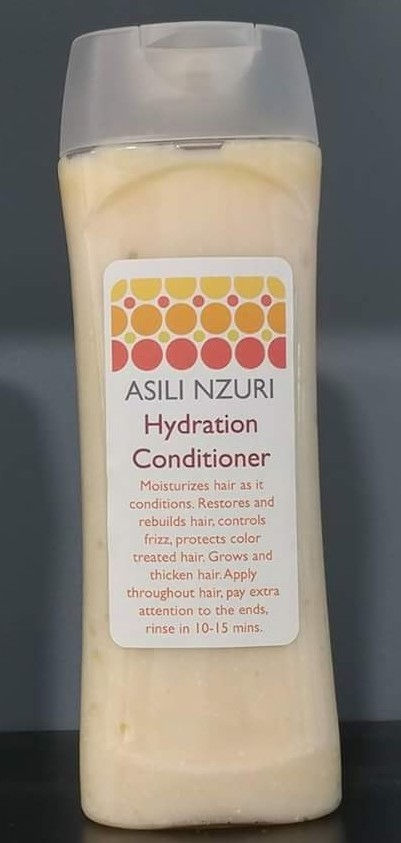 ASILI NZURI
Hydration
Conditioner
Moisturizes hair as it
conditions. Restores and
rebuilds hair, controls
frizz, protects color
treated hair. Grows and
thicken hair. Apply
throughout hair, pay extra
attention to the ends,
rinse in 10-15 mins.